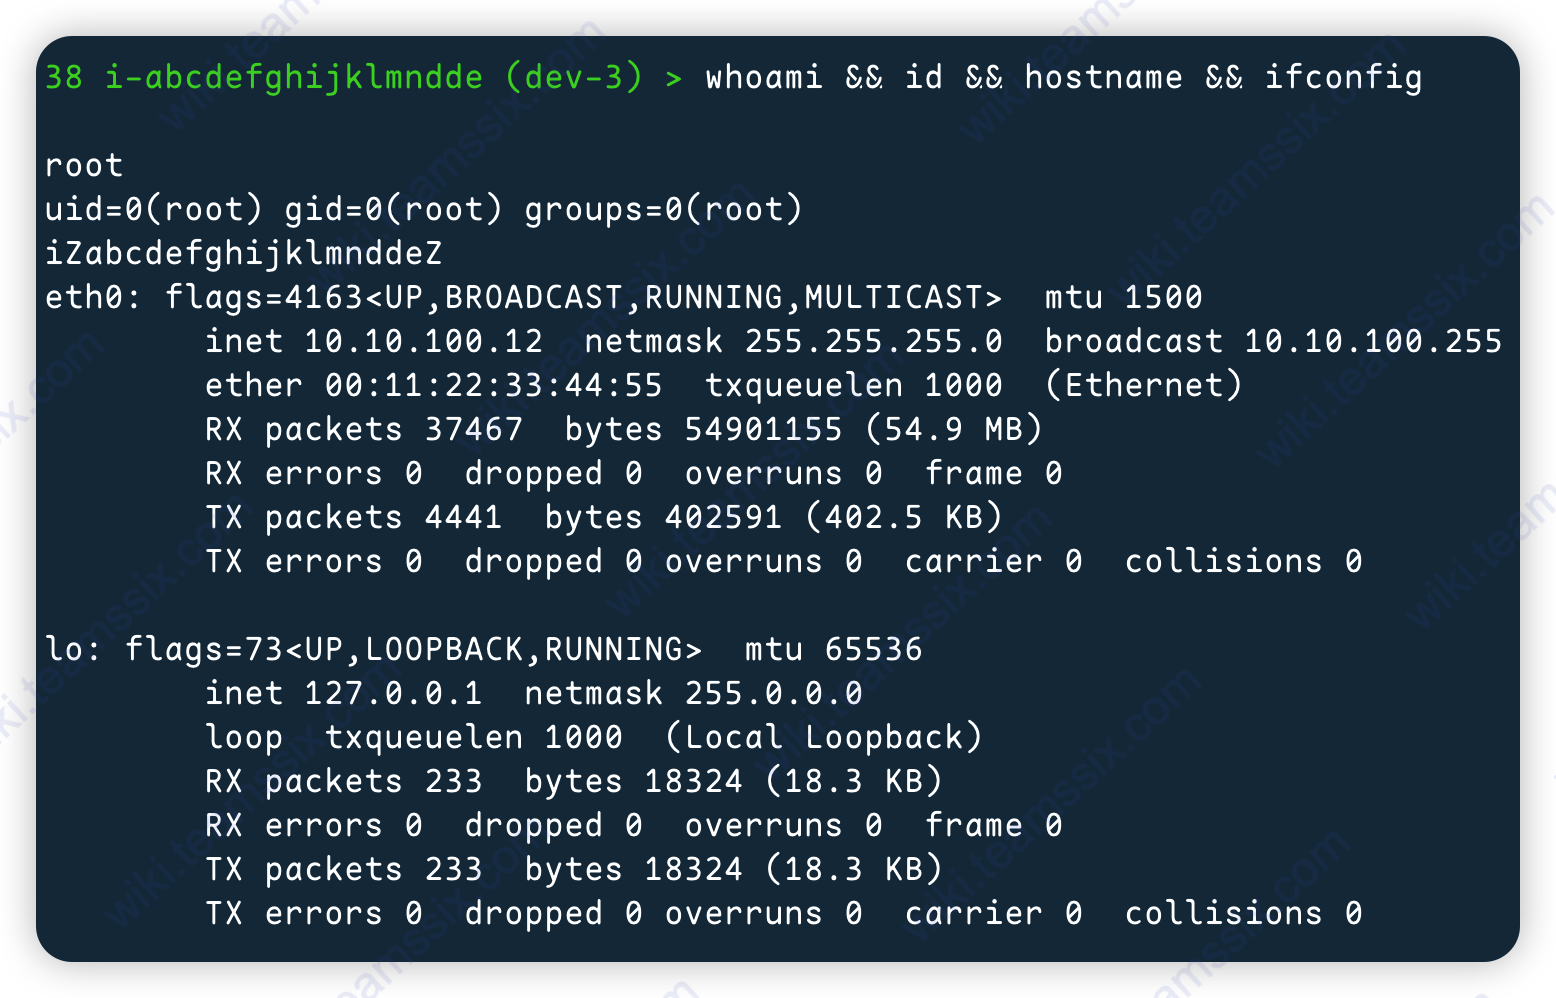 38 i-abcdefghijklmndde (dev-3) > whoami && id && hostname && ifconfig
root
uid=0(root) gid=0(root) groups=0(root)
iZabcdefghijklmnddeZ
eth0: flags=4163<UP,BROADCAST,RUNNING,MULTICAST>  mtu 1500
        inet 10.10.100.12  netmask 255.255.255.0  broadcast 10.10.100.255
        ether 00:11:22:33:44:55  txqueuelen 1000  (Ethernet)
        RX packets 37467  bytes 54901155 (54.9 MB)
        RX errors 0  dropped 0  overruns 0  frame 0
        TX packets 4441  bytes 402591 (402.5 KB)
        TX errors 0  dropped 0 overruns 0  carrier 0  collisions 0
lo: flags=73<UP,LOOPBACK,RUNNING>  mtu 65536
        inet 127.0.0.1  netmask 255.0.0.0
        loop  txqueuelen 1000  (Local Loopback)
        RX packets 233  bytes 18324 (18.3 KB)
        RX errors 0  dropped 0  overruns 0  frame 0
        TX packets 233  bytes 18324 (18.3 KB)
        TX errors 0  dropped 0 overruns 0  carrier 0  collisions 0
wiki.teamssix.com